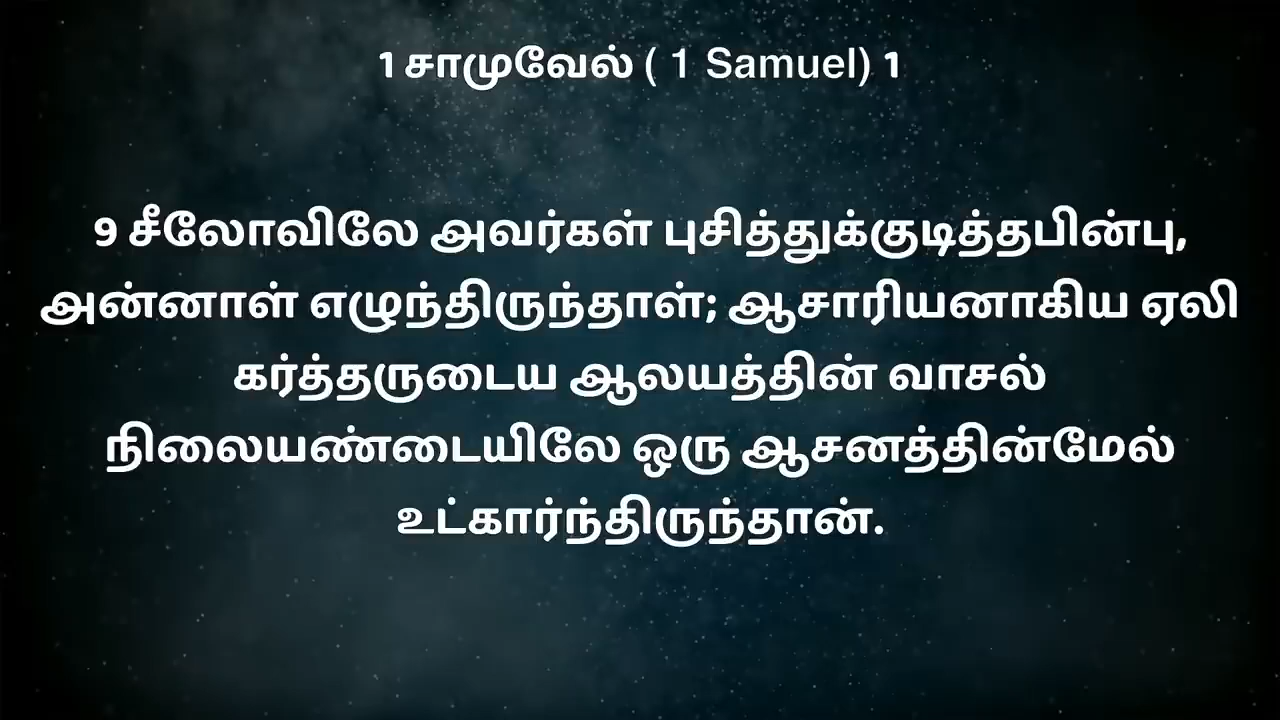 1 சாமுவேல் ( 1 Samuel) 1
9 சீலோவிலே அவர்கள் புசித்துக்குடித்தபின்பு,
அன்னாள் எழுந்திருந்தாள்; ஆசாரியனாகிய ஏலி
கர்த்தருடைய ஆலயத்தின் வாசல்
நிலையண்டையிலே ஒரு ஆசனத்தின்மேல்
உட்கார்ந்திருந்தான்.